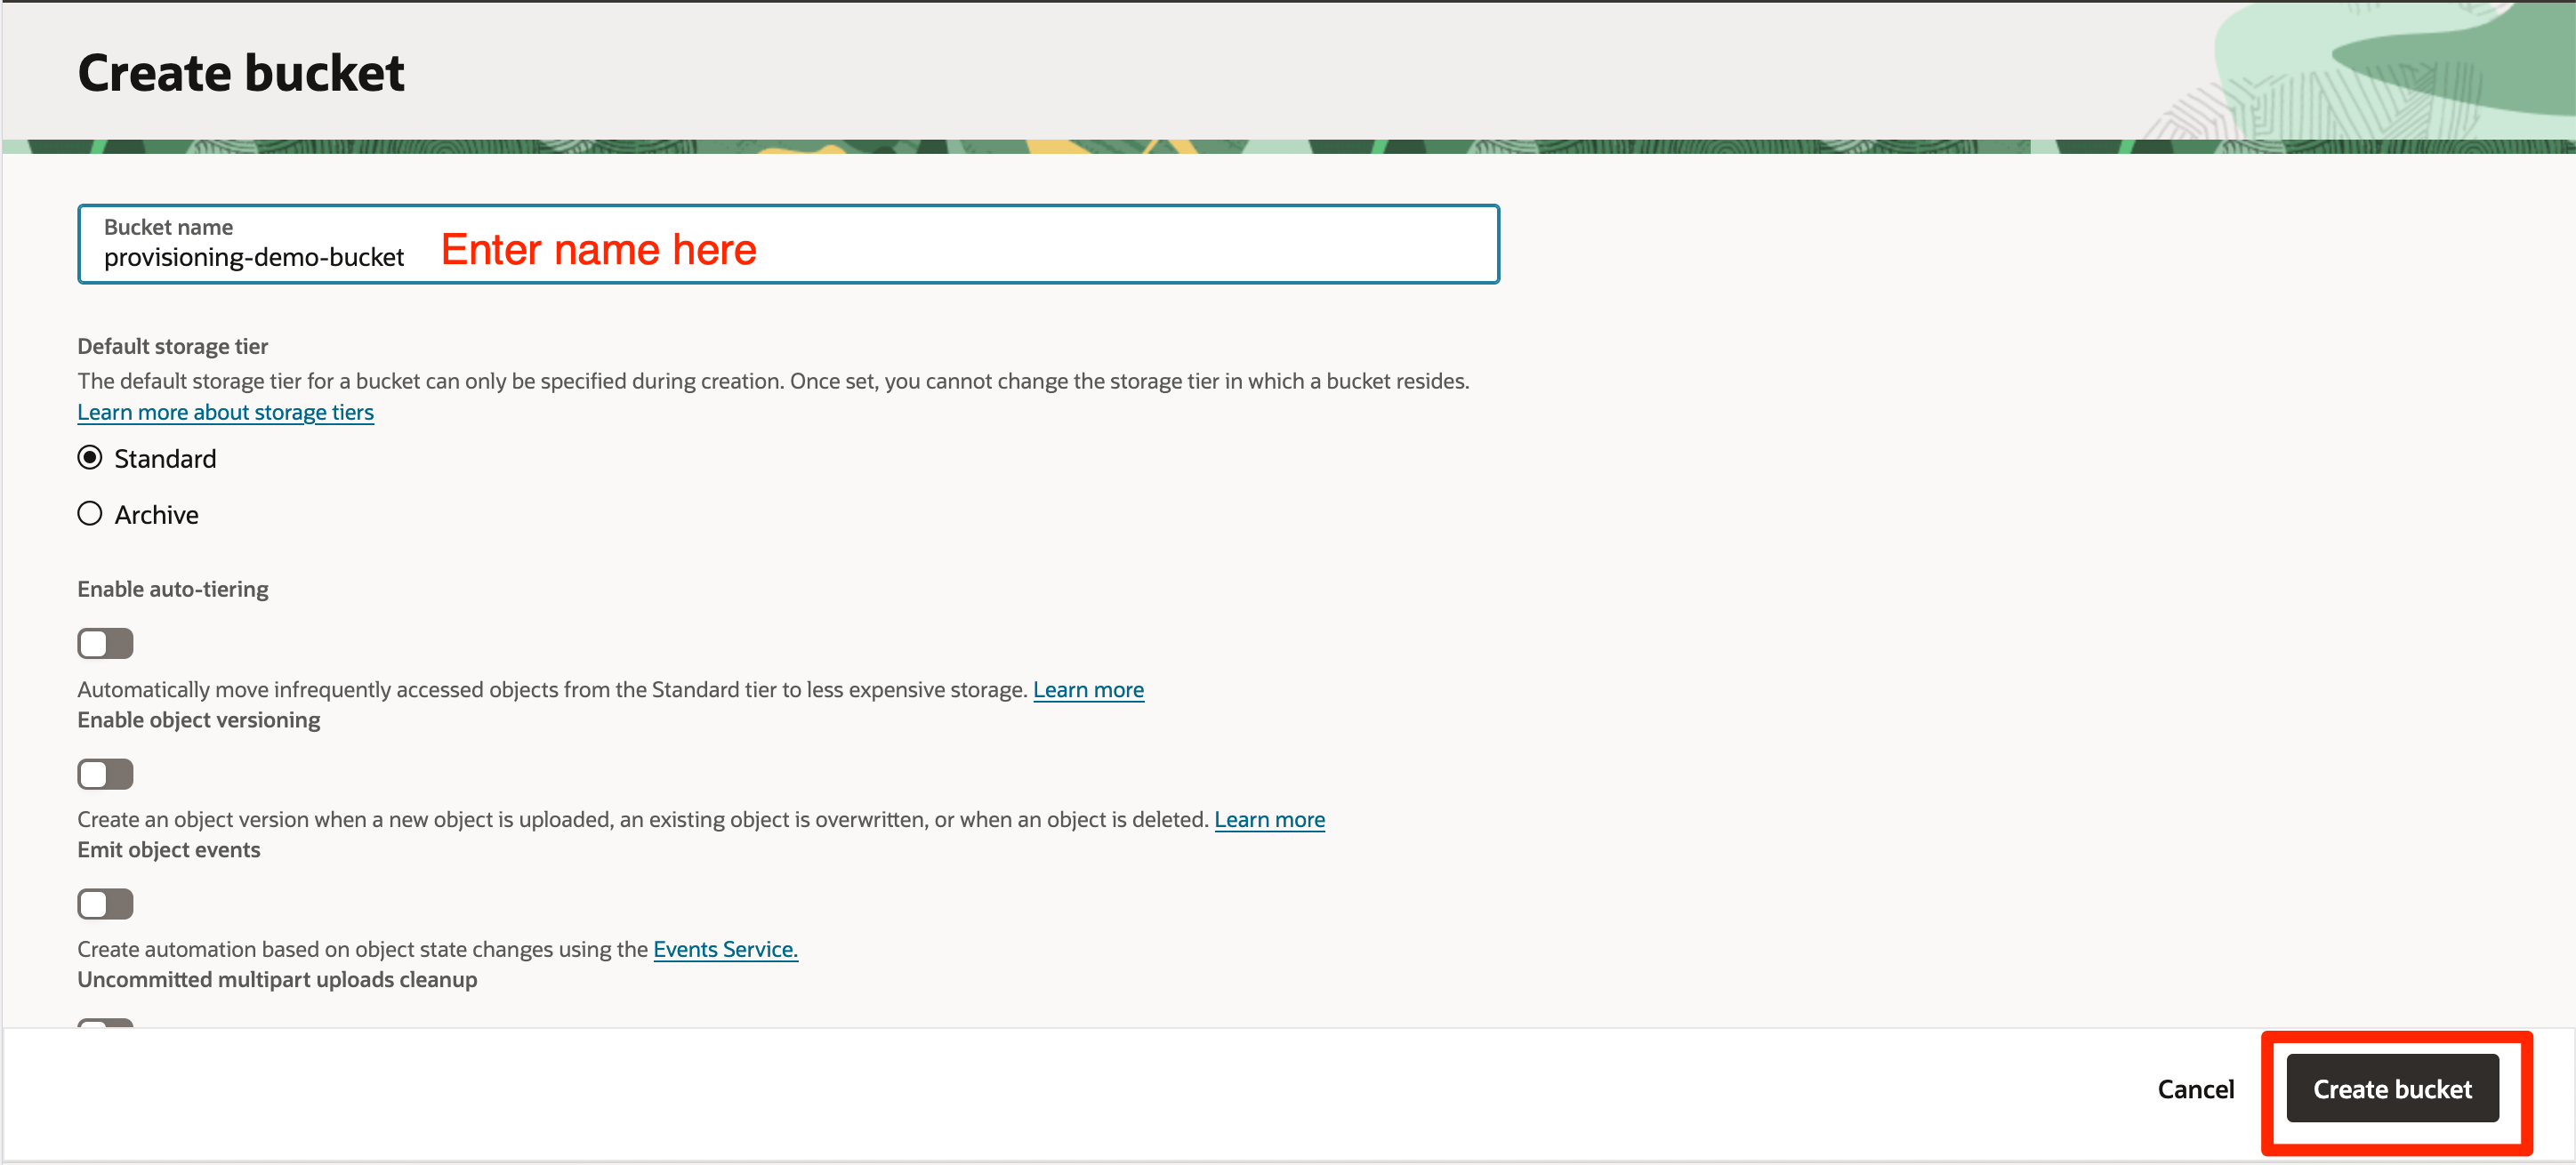 Create bucket
Bucket name
provisioning-demo-bucket
Enter name here
Default storage tier
The default storage tier for a bucket can only be specified during creation. Once set, you cannot change the storage tier in which a bucket resides.
Learn more about storage tiers
Standard
Archive
Enable auto-tiering
Automatically move infrequently accessed objects from the Standard tier to less expensive storage. Learn more
Enable object versioning
Create an object version when a new object is uploaded, an existing object is overwritten, or when an object is deleted. Learn more
Emit object events
Create automation based on object state changes using the Events Service.
Uncommitted multipart uploads cleanup
Cancel
Create bucket